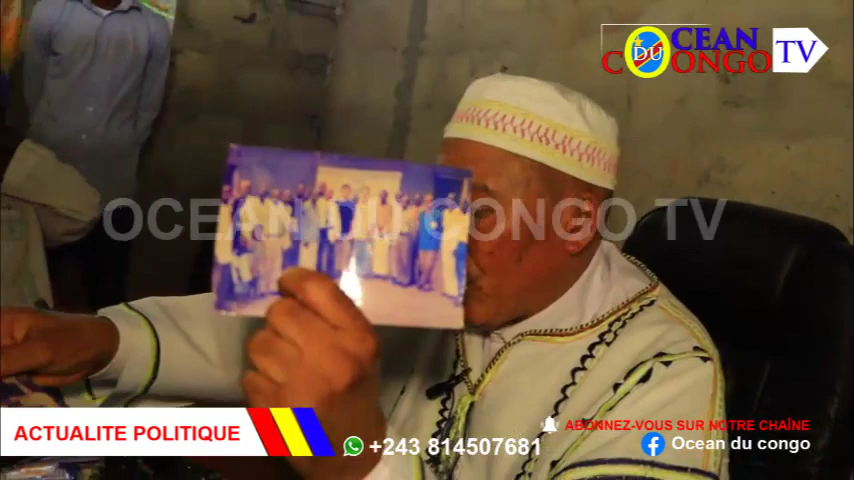 OCEAN
DU
CONGO TV
OCEAN DU CONGO TV
ACTUALITE POLITIQUE
+243 814507681
ABONNEZ-VOUS SUR NOTRE CHAÎNE
Ocean du congo